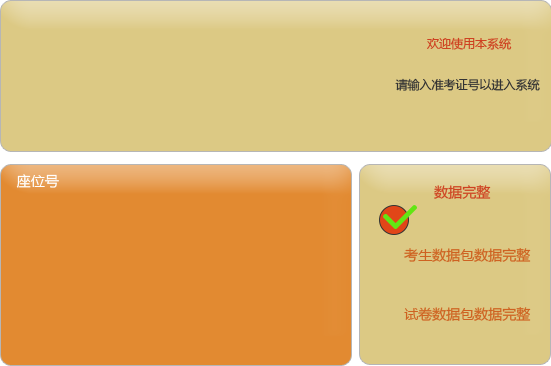 欢迎使用本系统
请输入准考证号以进入系统
座位号
数据完整
考生数据包数据完整
试卷数据包数据完整